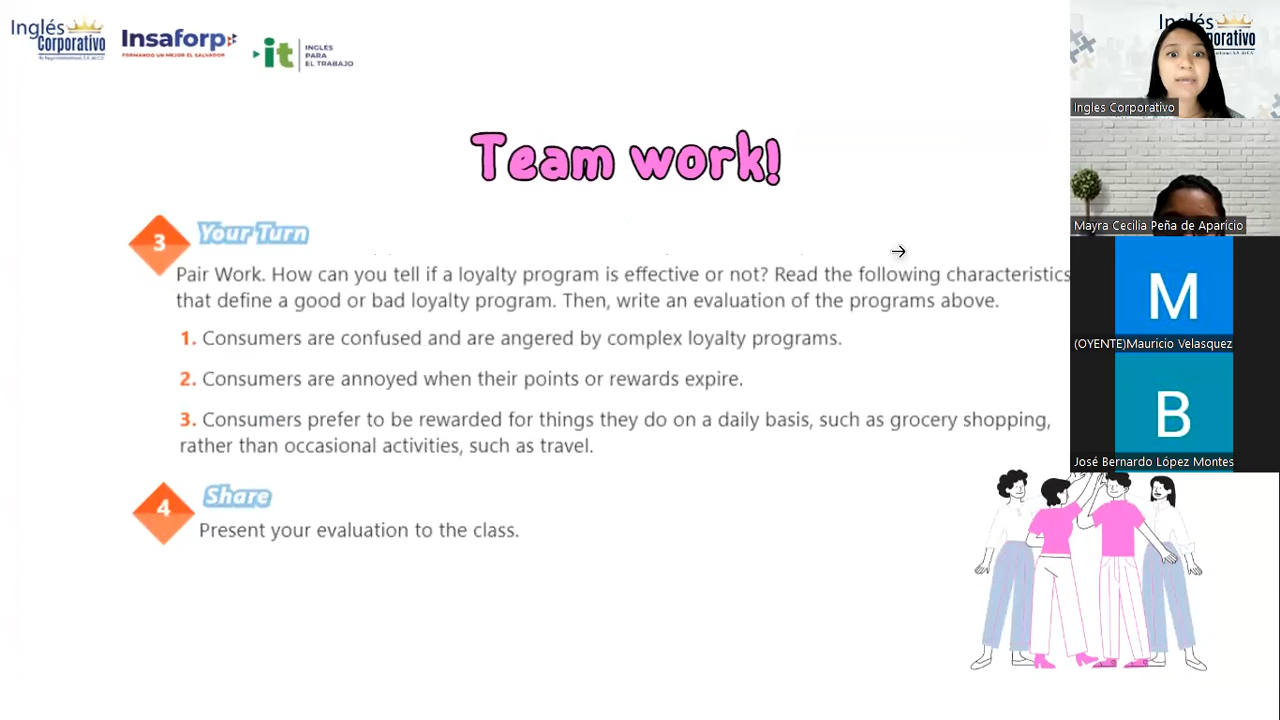 Inglés
Corporativo
Insaforp
FORMANDO UN MEJOR EL SALVADOR
it
INGLÉS
PARA
EL TRABAJO
Team work!
3
Your Turn
Pair Work. How can you tell if a loyalty program is effective or not? Read the following characteristics
that define a good or bad loyalty program. Then, write an evaluation of the programs above.
1. Consumers are confused and are angered by complex loyalty programs.
2. Consumers are annoyed when their points or rewards expire.
3. Consumers prefer to be rewarded for things they do on a daily basis, such as grocery shopping,
rather than occasional activities, such as travel.
4
Share
Present your evaluation to the class.
Inglés
orporativo
Ingles Corporativo
Mayra Cecilia Peña de Aparicio
M
(OYENTE)Mauricio Velasquez
B
José Bernardo López Montes